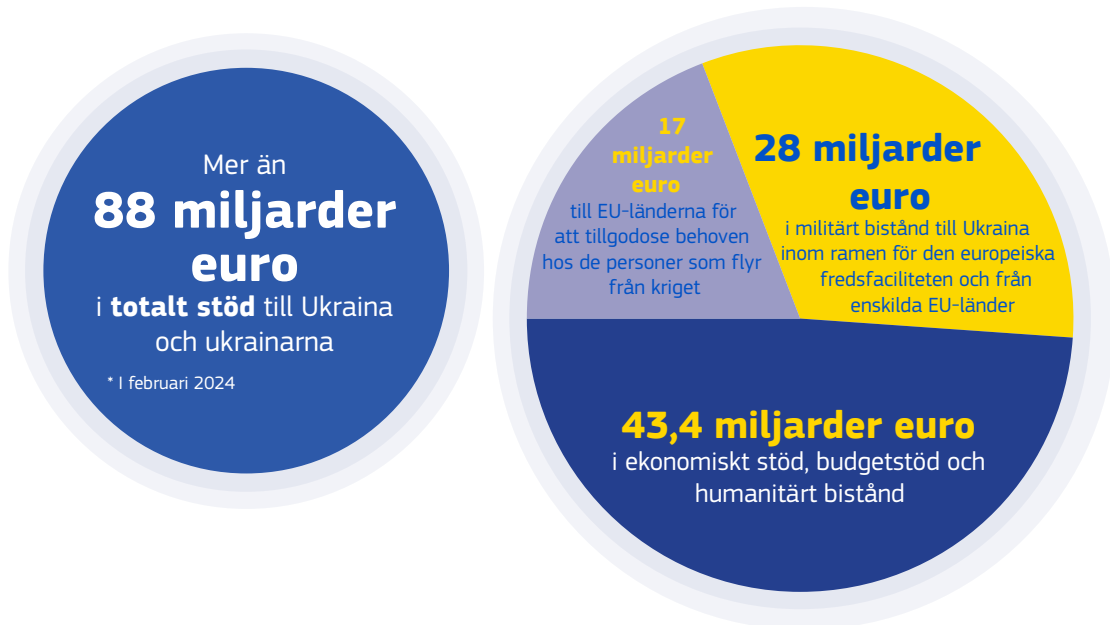 Mer än
88 miljarder
euro
i totalt stöd till Ukraina
och ukrainarna
* I februari 2024
17
miljarder
euro
till EU-länderna för
att tillgodose behoven
hos de personer som flyr
från kriget
28 miljarder
euro
i militärt bistånd till Ukraina
inom ramen för den europeiska
fredsfaciliteten och från
enskilda EU-länder
43,4 miljarder euro
i ekonomiskt stöd, budgetstöd och
humanitärt bistånd